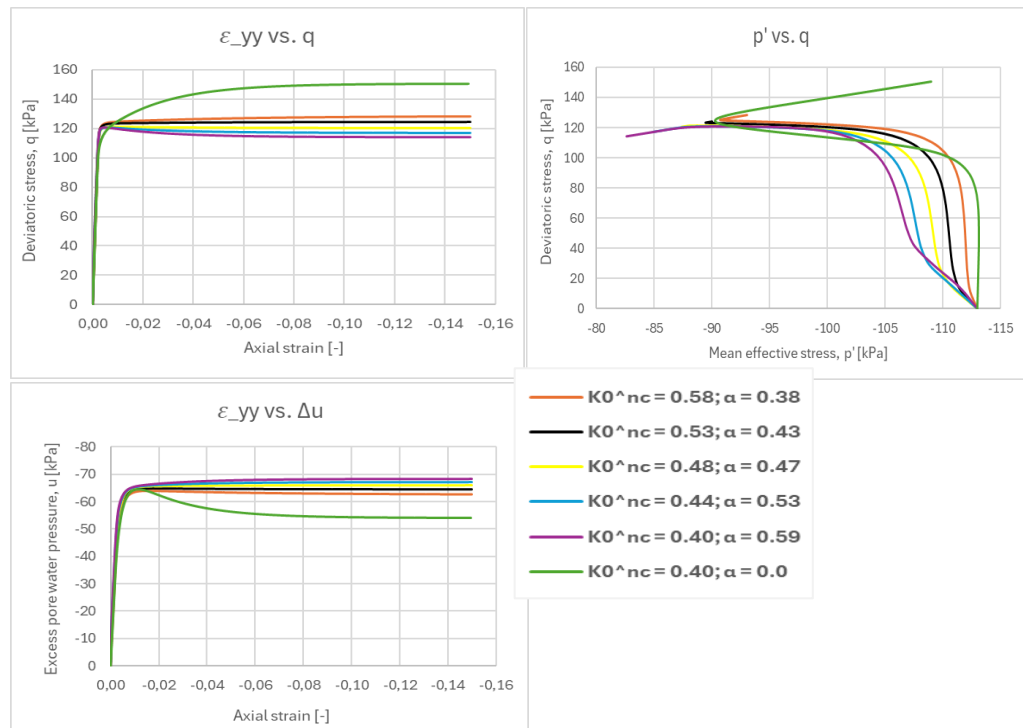 ε_yy vs. q
Deviatoric stress, q [kPa]
160
140
120
100
80
60
40
20
0
0,00 -0,02 -0,04 -0,06 -0,08 -0,10 -0,12 -0,14 -0,16
Axial strain [-]
p' vs. q
Deviatoric stress, q [kPa]
160
140
120
100
80
60
40
20
0
-80 -85 -90 -95 -100 -105 -110 -115
Mean effective stress, p' [kPa]
ε_yy vs. Δu
Excess pore water pressure, u [kPa]
-80
-70
-60
-50
-40
-30
-20
-10
0
0,00 -0,02 -0,04 -0,06 -0,08 -0,10 -0,12 -0,14 -0,16
Axial strain [-]
K0^nc = 0.58; α = 0.38
K0^nc = 0.53; α = 0.43
K0^nc = 0.48; α = 0.47
K0^nc = 0.44; α = 0.53
K0^nc = 0.40; α = 0.59
K0^nc = 0.40; α = 0.0